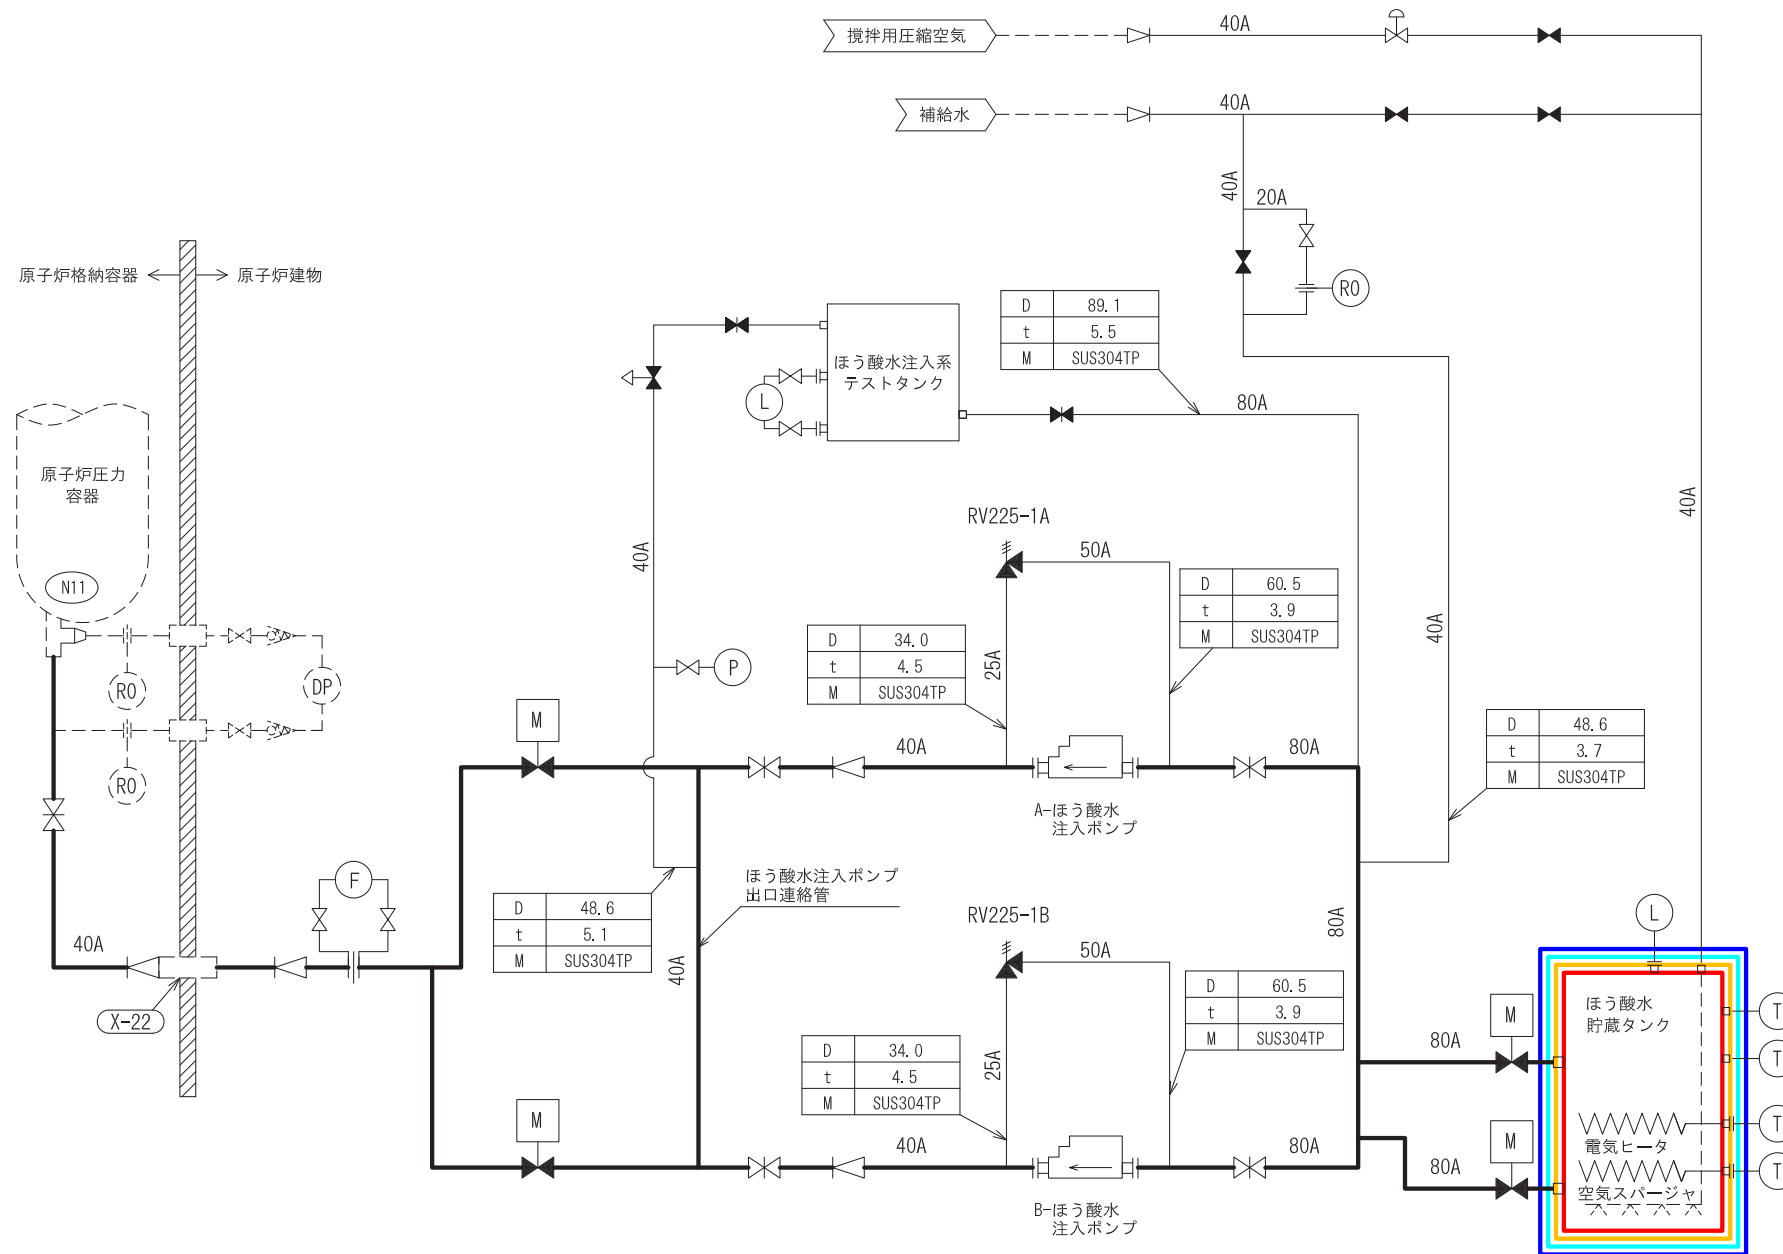 撹拌用圧縮空気
40A
補給水
40A
40A
20A
RO
原子炉格納容器
原子炉建物
D 89.1
t 5.5
M SUS304TP
ほう酸水注入系
テストタンク
L
80A
原子炉圧力
容器
N11
40A
40A
RV225-1A
50A
D 60.5
t 3.9
M SUS304TP
D 34.0
t 4.5
M SUS304TP
25A
40A
P
RO
DP
RO
M
40A
80A
D 48.6
t 3.7
M SUS304TP
A-ほう酸水
注入ポンプ
F
ほう酸水注入ポンプ
出口連絡管
D 48.6
t 5.1
M SUS304TP
40A
RV225-1B
50A
80A
L
40A
X-22
D 60.5
t 3.9
M SUS304TP
D 34.0
t 4.5
M SUS304TP
25A
ほう酸水
貯蔵タンク
T
T
T
T
M
80A
M
80A
電気ヒータ
空気スパージャ
M
40A
80A
B-ほう酸水
注入ポンプ